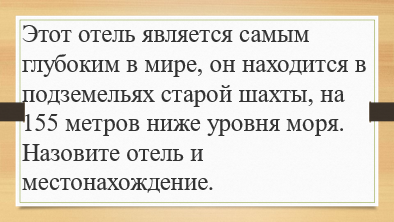 Этот отель является самым
глубоким в мире, он находится в
подземельях старой шахты, на
155 метров ниже уровня моря.
Назовите отель и
местонахождение.